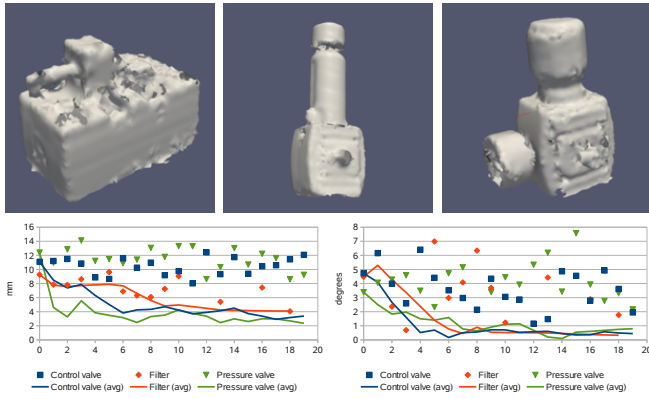 16
14
12
10
8
6
4
2
0
mm
0 2 4 6 8 10 12 14 16 18 20
Control valve Filter Pressure valve
Control valve (avg) Filter (avg) Pressure valve (avg)
8
7
6
5
4
3
2
1
0
degrees
0 2 4 6 8 10 12 14 16 18 20
Control valve Filter Pressure valve
Control valve (avg) Filter (avg) Pressure valve (avg)